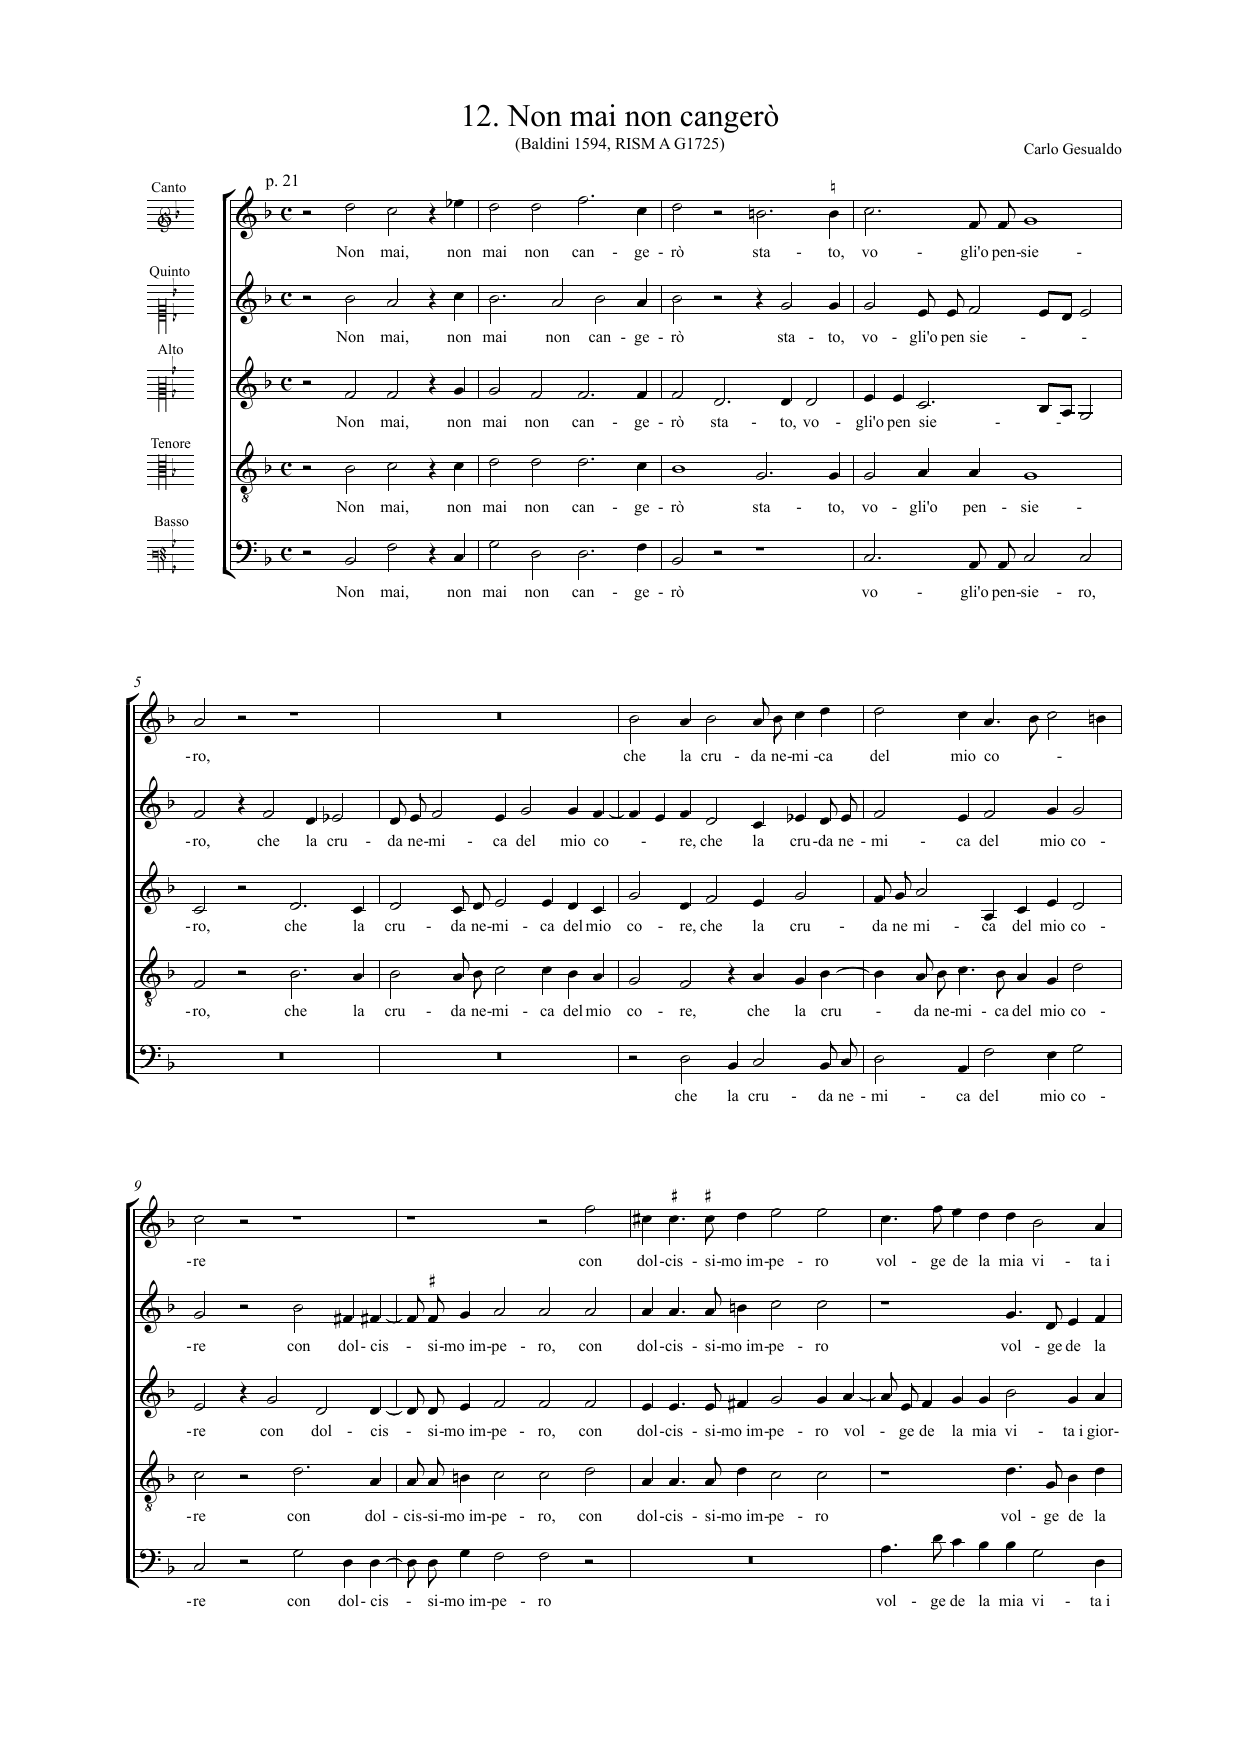 12. Non mai non cangerò
(Baldini 1594, RISM A G1725)
Carlo Gesualdo
p. 21
Canto
Non mai, non mai non can - ge - rò sta - to, vo - gli'o pen-sie -
Quinto
Non mai, non mai non can - ge - rò sta - to, vo - gli'o pen sie - -
Alto
Non mai, non mai non can - ge - rò sta - to, vo - gli'o pen sie - -
Tenore
8
Non mai, non mai non can - ge - rò sta - to, vo - gli'o pen - sie -
Basso
Non mai, non mai non can - ge - rò vo - gli'o pen-sie - ro,
5
-ro, che la cru - da ne-mi -ca del mio co -
-ro, che la cru - da ne-mi - ca del mio co - re, che la cru-da ne - mi - ca del mio co -
-ro, che la cru - da ne-mi - ca del mio co - re, che la cru - da ne mi - ca del mio co -
8
-ro, che la cru - da ne-mi - ca del mio co - re, che la cru - da ne-mi - ca del mio co -
che la cru - da ne - mi - ca del mio co -
9
-re con dol-cis - si-mo im-pe - ro vol - ge de la mia vi - ta i
-re con dol- cis - si-mo im-pe - ro, con dol-cis - si-mo im-pe - ro vol - ge de la
-re con dol - cis - si-mo im-pe - ro, con dol-cis - si-mo im-pe - ro vol - ge de la mia vi - ta i gior-
8
-re con dol - cis-si-mo im-pe - ro, con dol-cis - si-mo im-pe - ro vol - ge de la
-re con dol- cis - si-mo im-pe - ro vol - ge de la mia vi - ta i